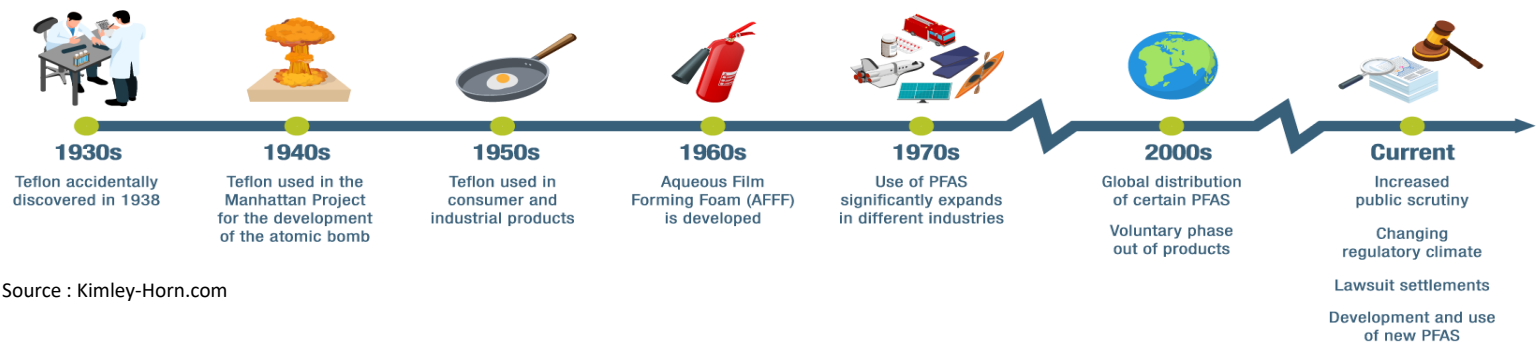 1930s
Teflon accidentally
discovered in 1938
1940s
Teflon used in the
Manhattan Project
for the development
of the atomic bomb
1950s
Teflon used in
consumer and
industrial products
1960s
Aqueous Film
Forming Foam (AFFF)
is developed
1970s
Use of PFAS
significantly expands
in different industries
2000s
Global distribution
of certain PFAS
Voluntary phase
out of products
Current
Increased
public scrutiny
Changing
regulatory climate
Lawsuit settlements
Development and use
of new PFAS
Source : Kimley-Horn.com